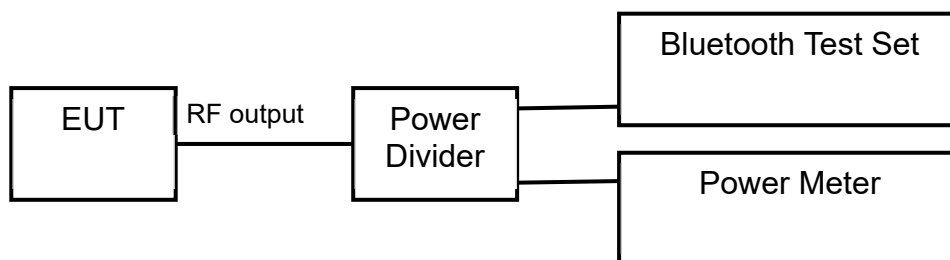 EUT
RF output
Power
Divider
Bluetooth Test Set
Power Meter